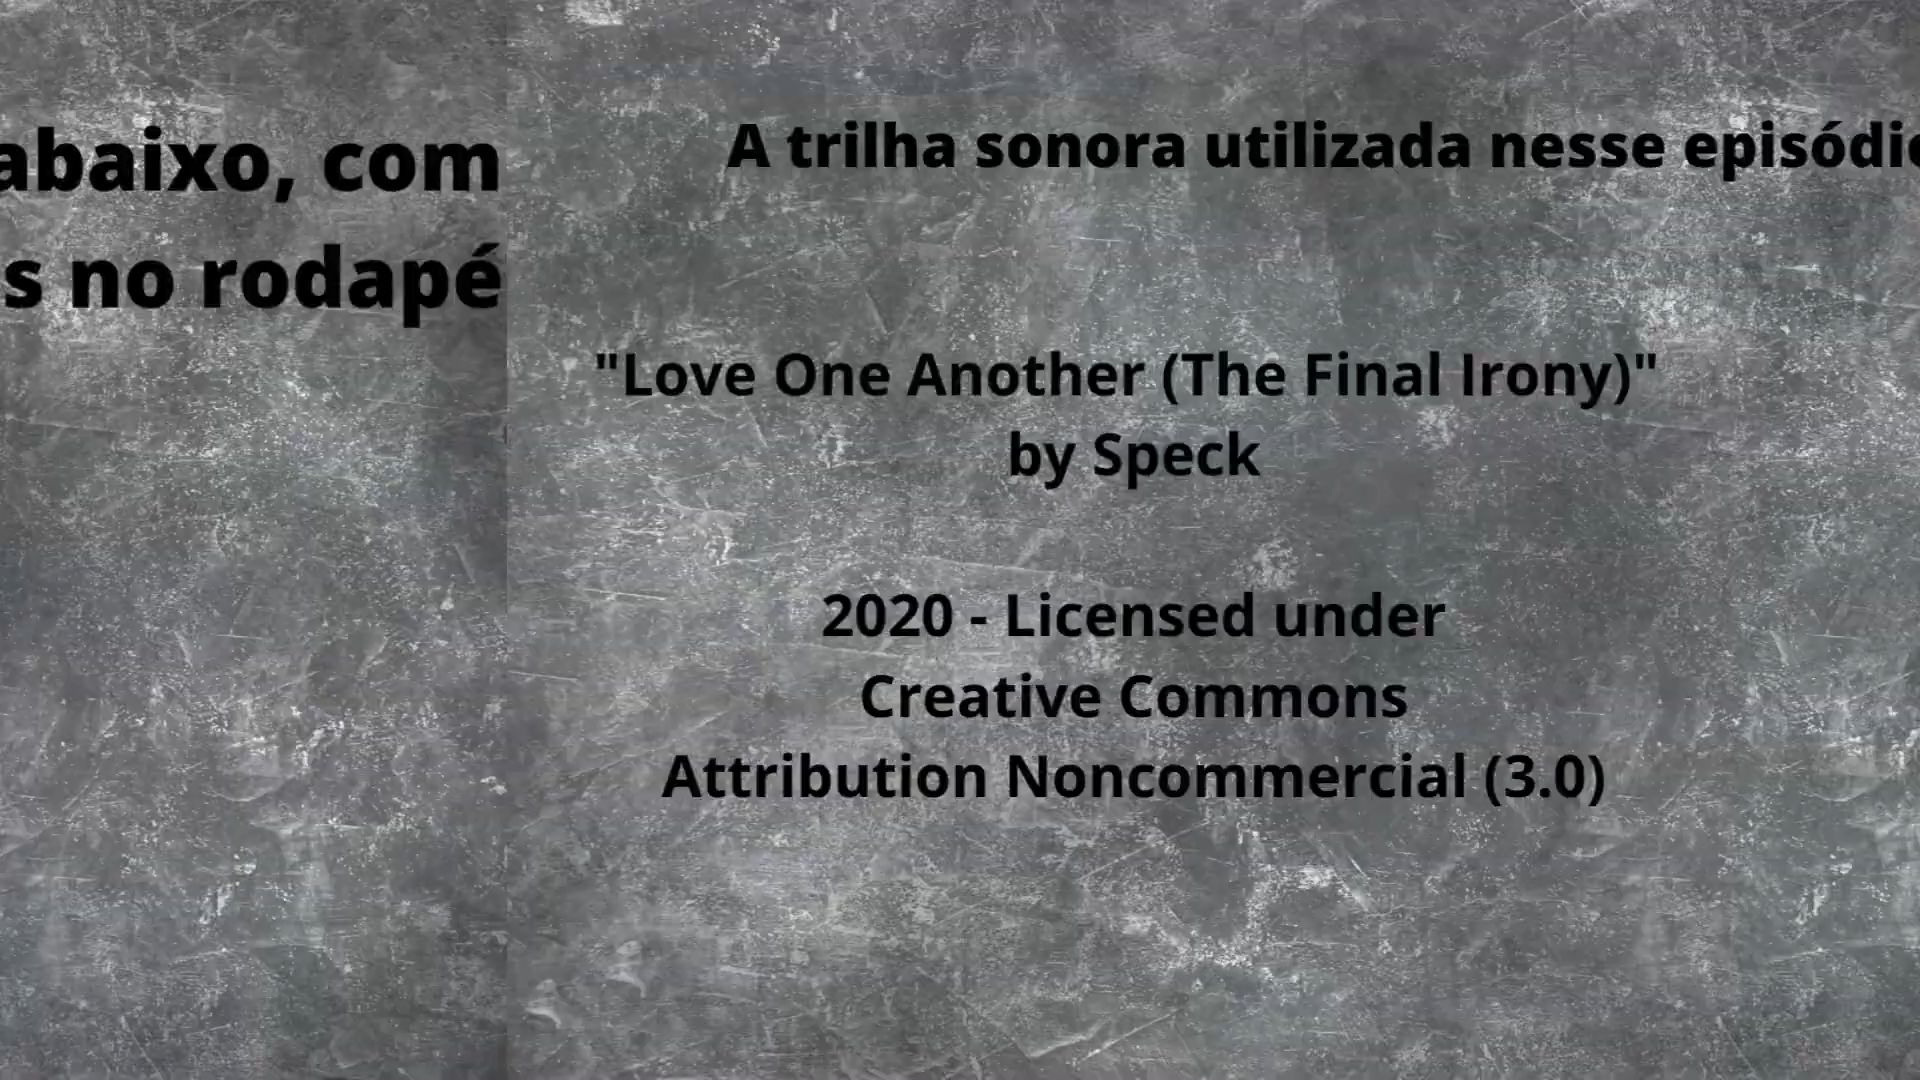 abaixo, com
s no rodapé
A trilha sonora utilizada nesse episódio
"Love One Another (The Final Irony)"
by Speck
2020 - Licensed under
Creative Commons
Attribution Noncommercial (3.0)